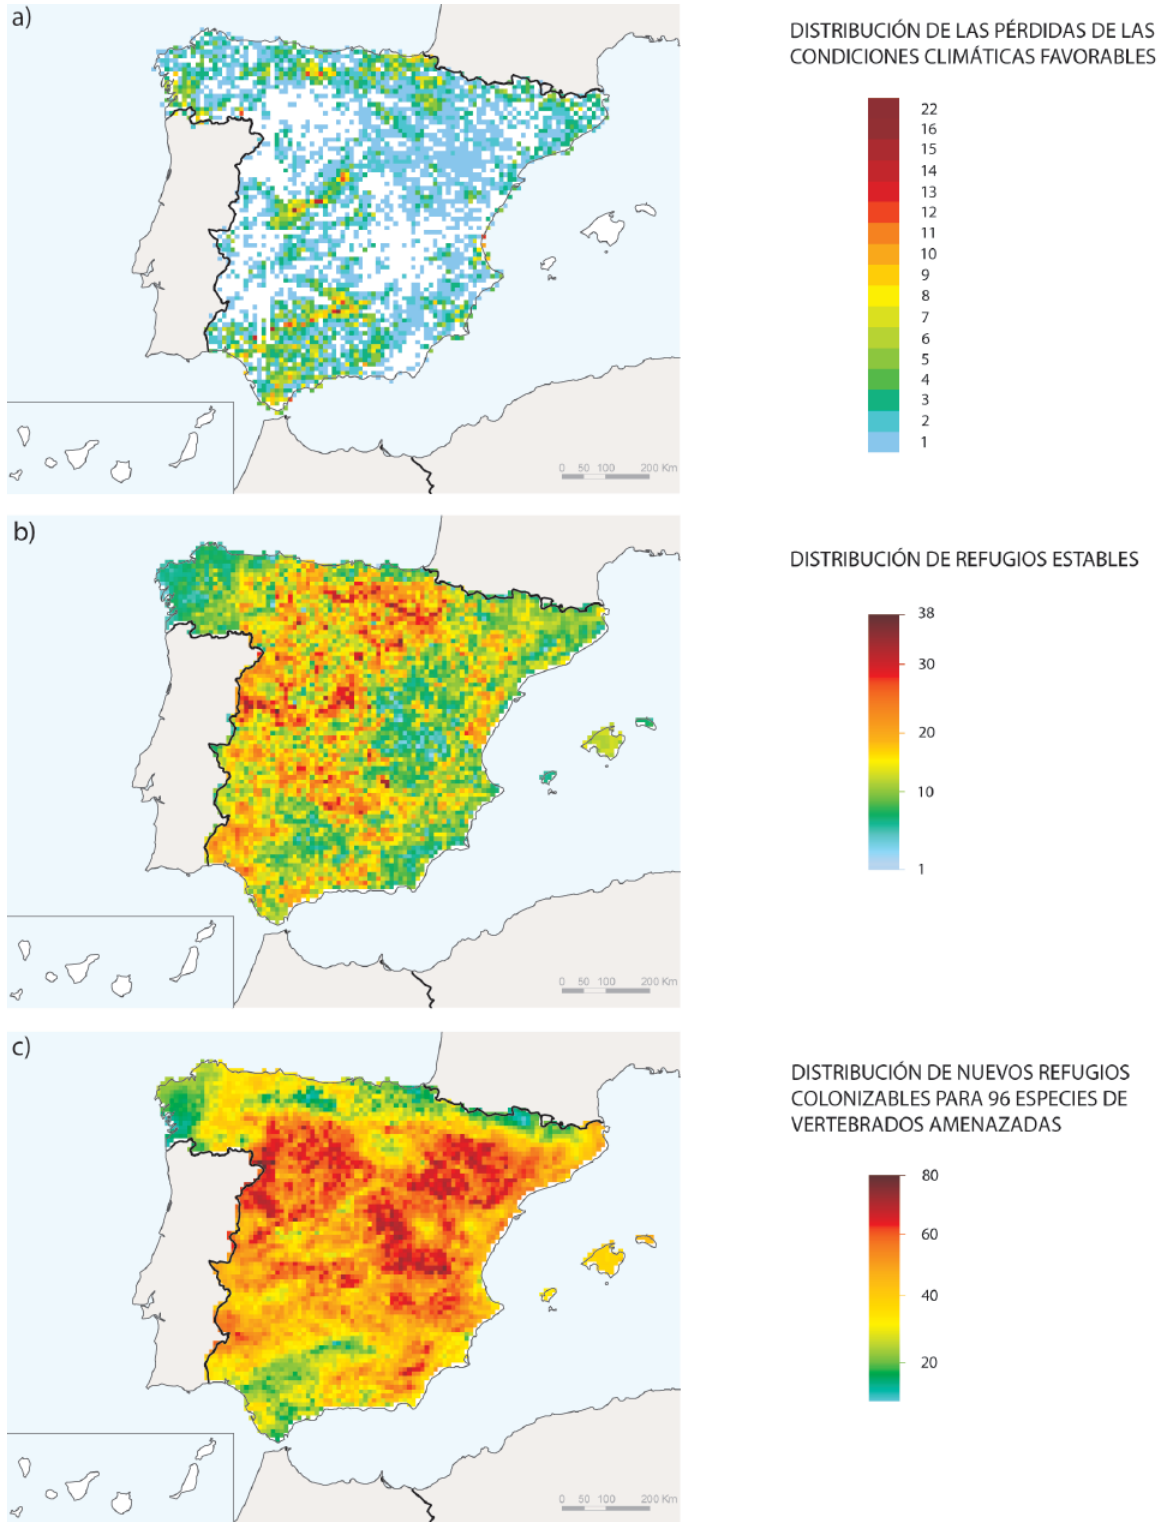 a)
DISTRIBUCIÓN DE LAS PÉRDIDAS DE LAS
CONDICIONES CLIMÁTICAS FAVORABLES
22
16
15
14
13
12
11
10
9
8
7
6
5
4
3
2
1
0 50 100 200 Km
b)
DISTRIBUCIÓN DE REFUGIOS ESTABLES
38
30
20
10
1
0 50 100 200 Km
c)
DISTRIBUCIÓN DE NUEVOS REFUGIOS
COLONIZABLES PARA 96 ESPECIES DE
VERTEBRADOS AMENAZADAS
80
60
40
20
0 50 100 200 Km